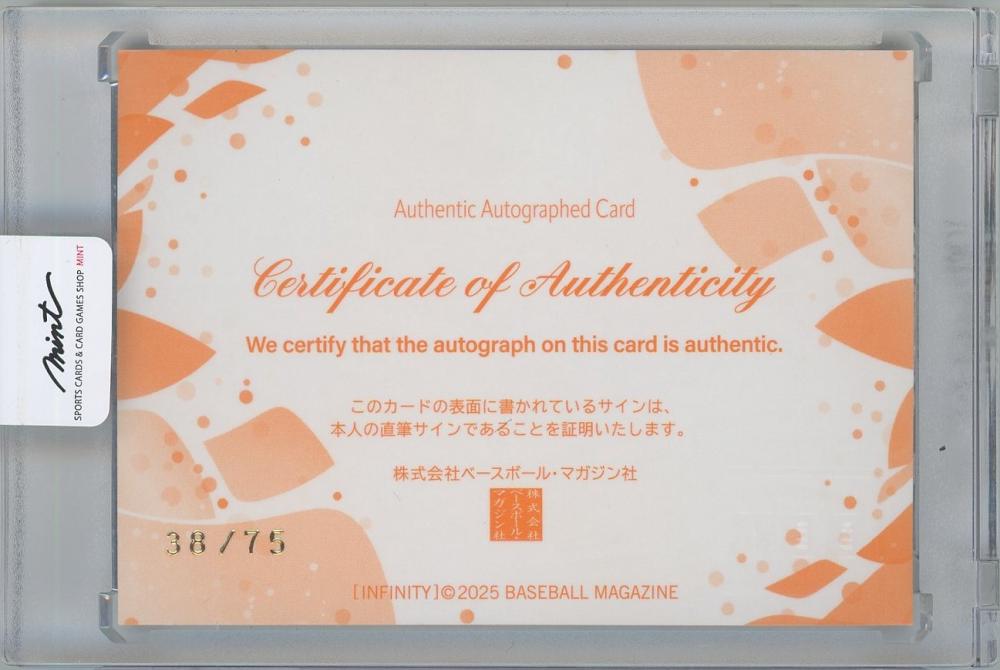 Authentic Autographed Card
Certificate of Authenticity
We certify that the autograph on this card is authentic.
このカードの表面に書かれているサインは、
本人の直筆サインであることを証明いたします。
株式会社ベースボール・マガジン社
株式会社
ベースボール・
マガジン社
38/75
[INFINITY]©2025 BASEBALL MAGAZINE
mint
SPORTS CARDS & CARD GAMES SHOP MINT